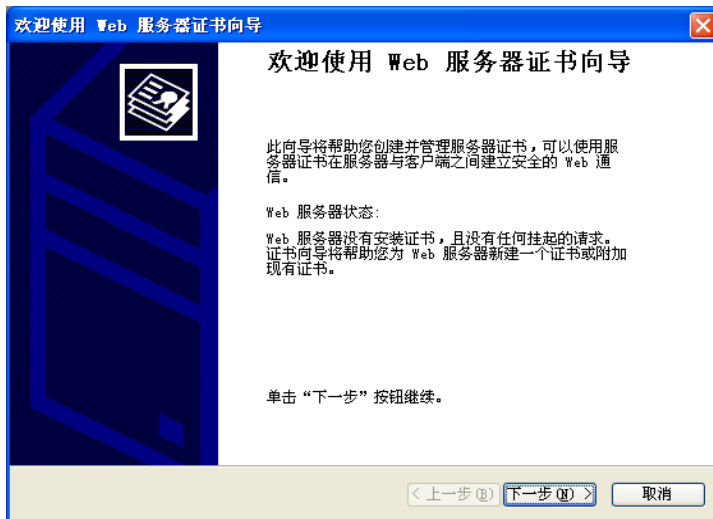 欢迎使用 Web 服务器证书向导
欢迎使用 Web 服务器证书向导
此向导将帮助您创建并管理服务器证书，可以使用服
务器证书在服务器与客户端之间建立安全的 Web 通
信。
Web 服务器状态:
Web 服务器没有安装证书，且没有任何挂起的请求。
证书向导将帮助您为 Web 服务器新建一个证书或附加
现有证书。
单击“下一步”按钮继续。
< 上一步(B) 下一步(N) > 取消